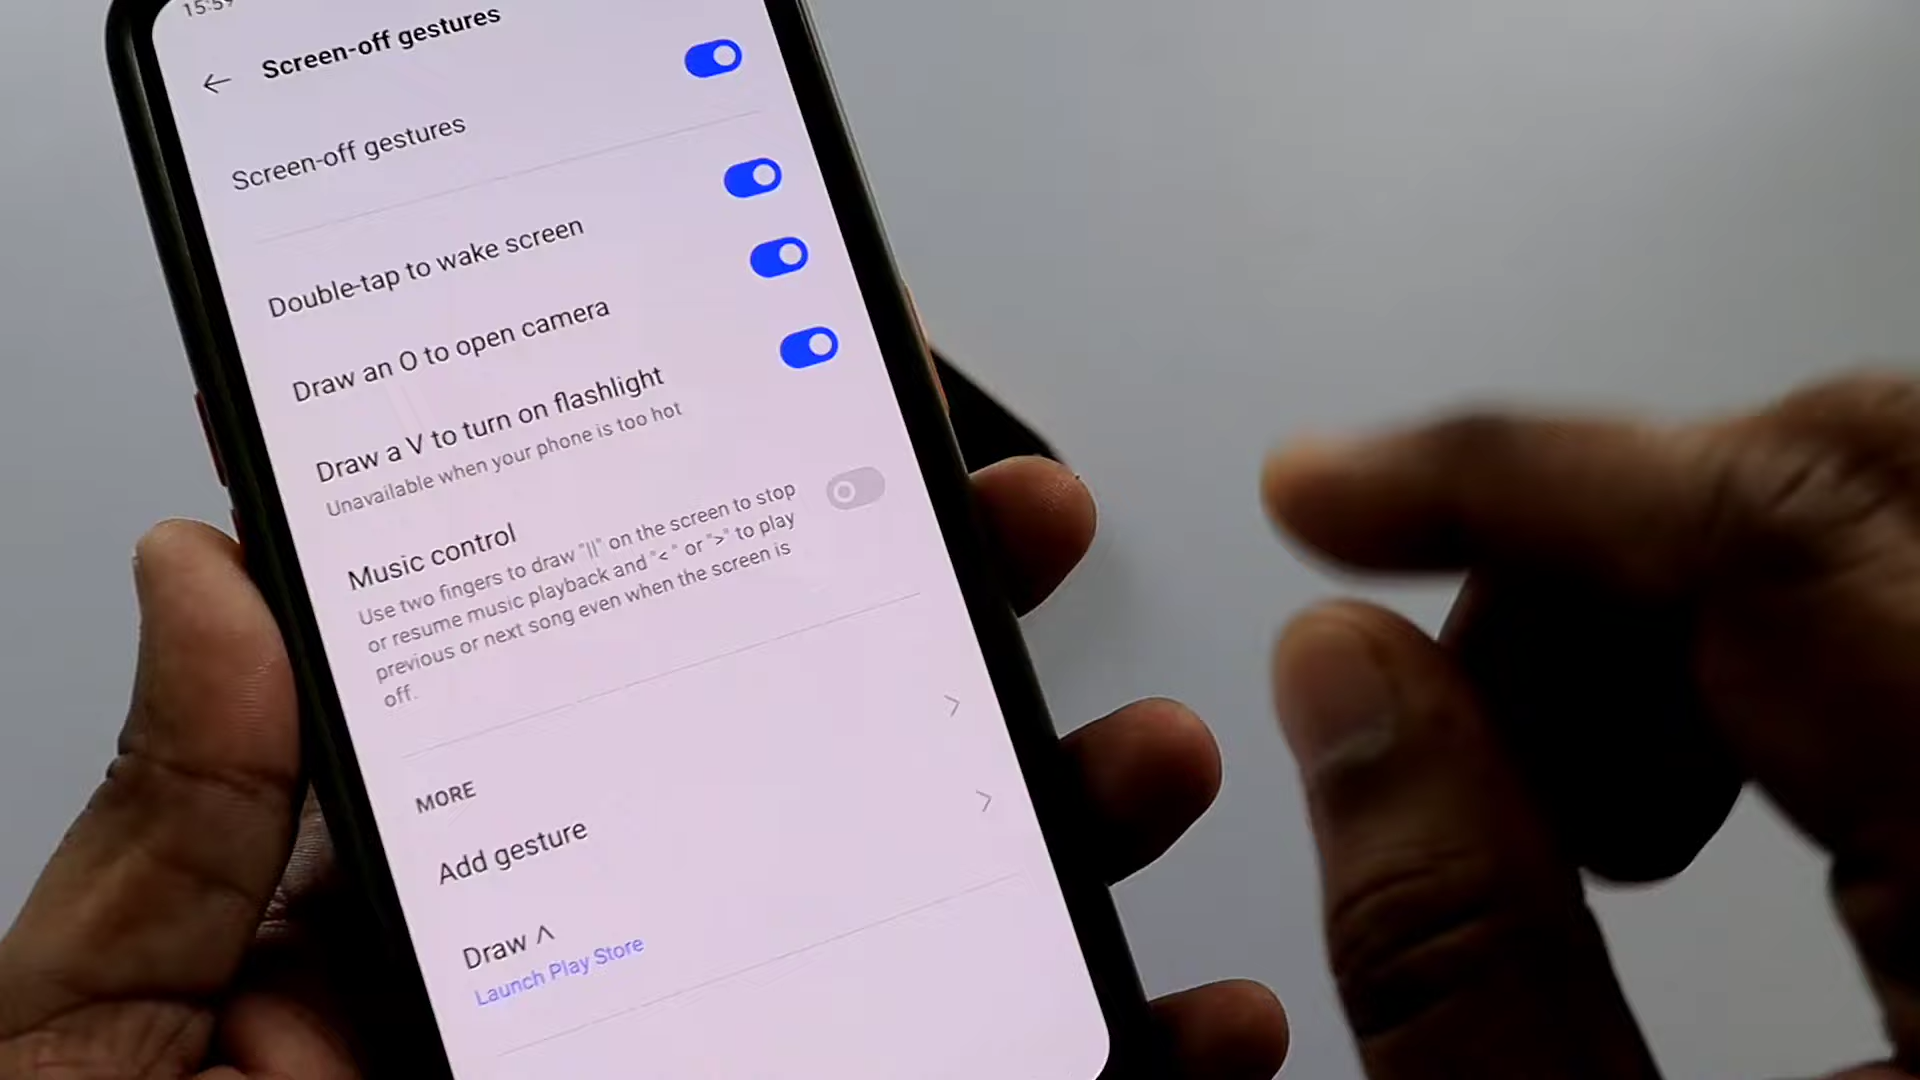 15:59
Screen-off gestures
Screen-off gestures
Double-tap to wake screen
Draw an O to open camera
Draw a V to turn on flashlight
Unavailable when your phone is too hot
Music control
Use two fingers to draw "||" on the screen to stop
or resume music playback and "<" or ">" to play
previous or next song even when the screen is
off.
MORE
Add gesture
Draw Λ
Launch Play Store